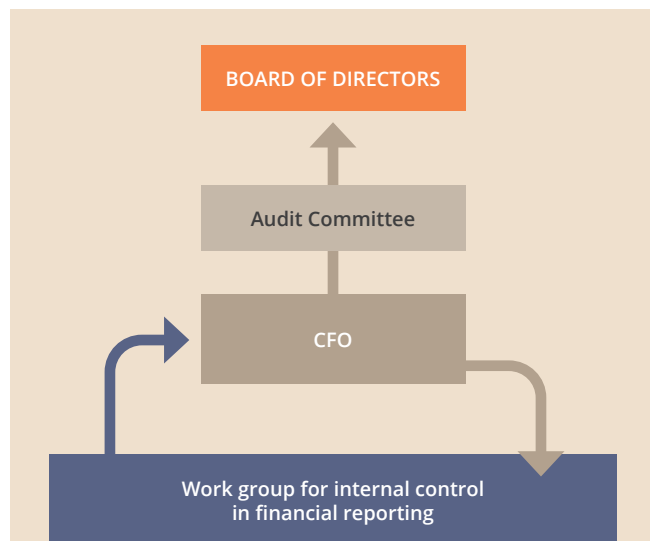 BOARD OF DIRECTORS
Audit Committee
CFO
Work group for internal control
in financial reporting